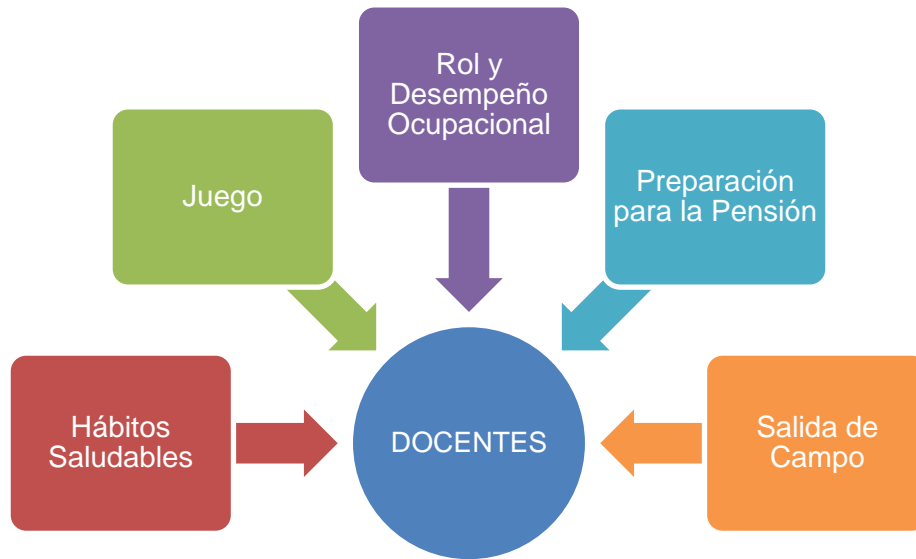 Rol y
Desempeño
Ocupacional
Juego
Preparación
para la Pensión
Hábitos
Saludables
DOCENTES
Salida de
Campo